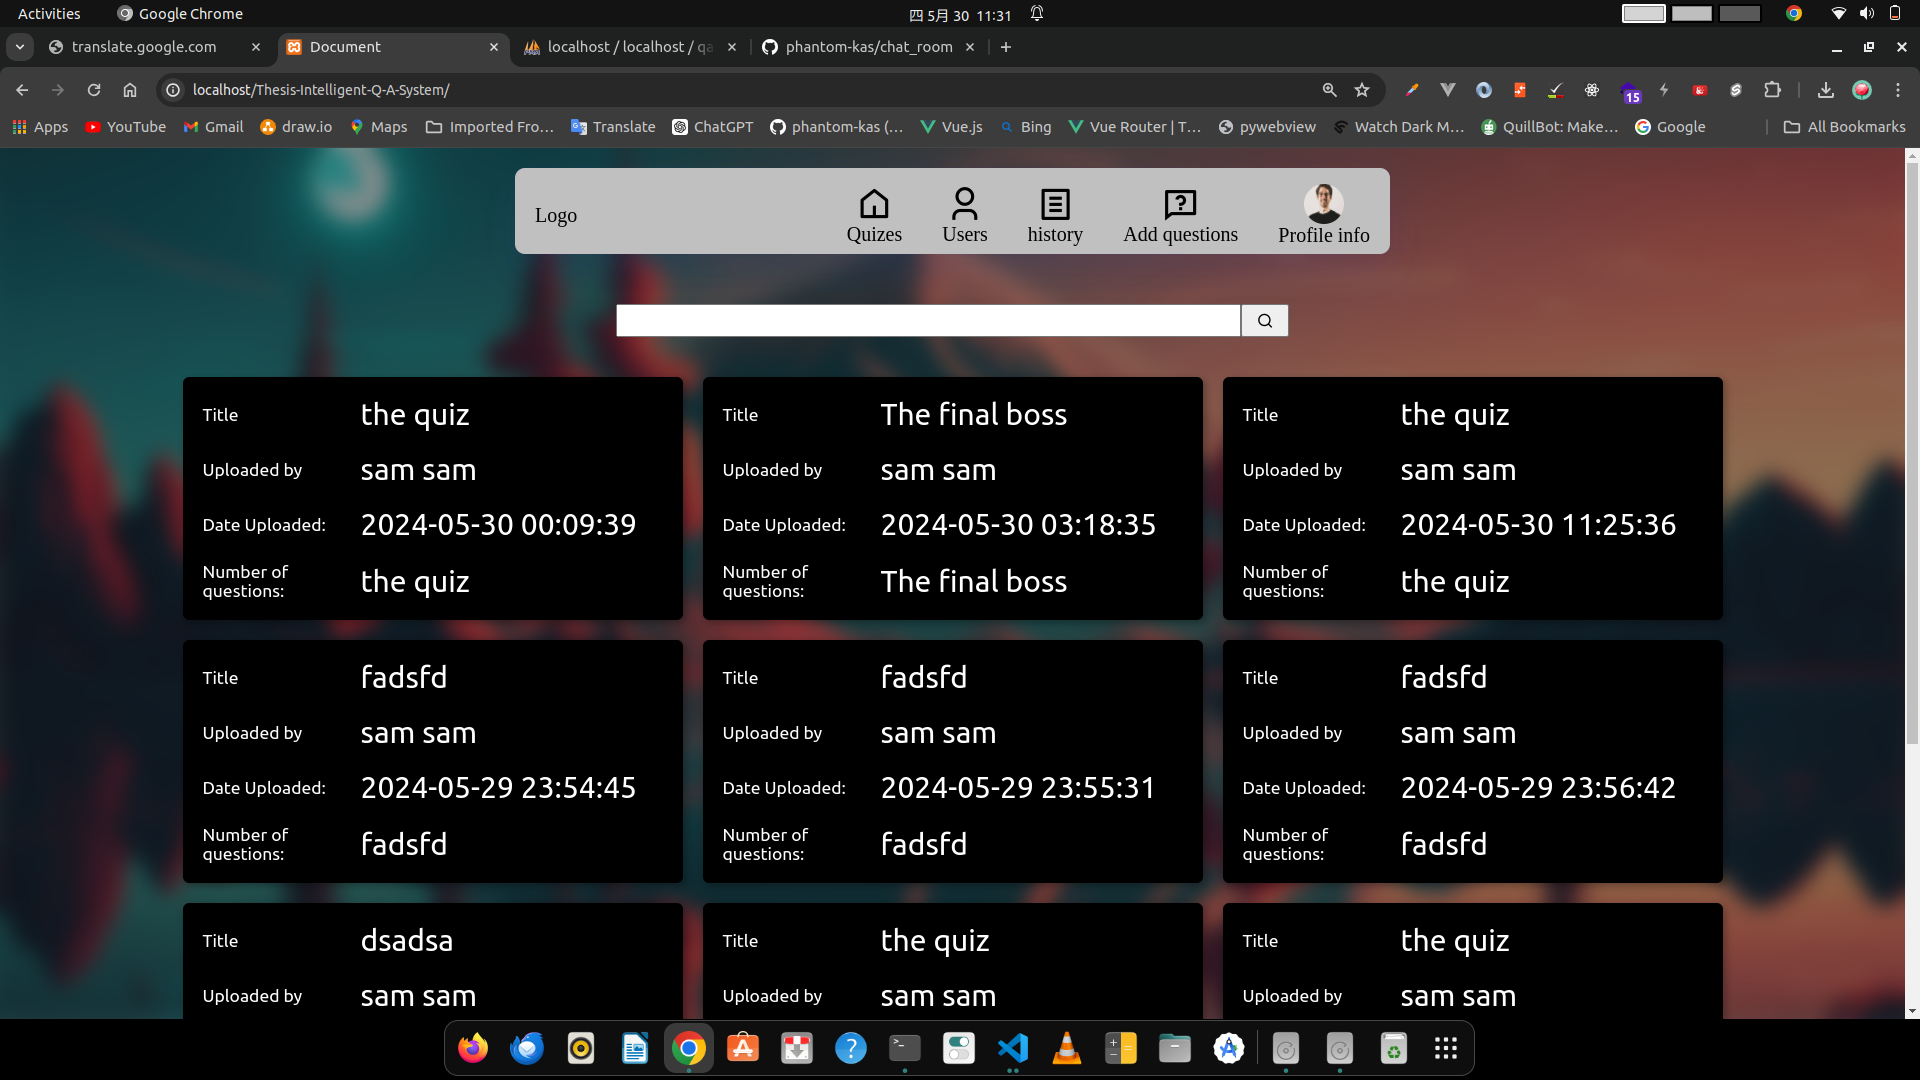 Activities Google Chrome 四 5月 30 11:31
translate.google.com Document localhost / localhost / qa phantom-kas/chat_room
localhost/Thesis-Intelligent-Q-A-System/ 15
Apps YouTube Gmail draw.io Maps Imported Fro… Translate ChatGPT phantom-kas (… Vue.js Bing Vue Router | T… pywebview Watch Dark M… QuillBot: Make… Google All Bookmarks
Logo Quizes Users history Add questions Profile info
Title the quiz
Uploaded by sam sam
Date Uploaded: 2024-05-30 00:09:39
Number of
questions: the quiz
Title The final boss
Uploaded by sam sam
Date Uploaded: 2024-05-30 03:18:35
Number of
questions: The final boss
Title the quiz
Uploaded by sam sam
Date Uploaded: 2024-05-30 11:25:36
Number of
questions: the quiz
Title fadsfd
Uploaded by sam sam
Date Uploaded: 2024-05-29 23:54:45
Number of
questions: fadsfd
Title fadsfd
Uploaded by sam sam
Date Uploaded: 2024-05-29 23:55:31
Number of
questions: fadsfd
Title fadsfd
Uploaded by sam sam
Date Uploaded: 2024-05-29 23:56:42
Number of
questions: fadsfd
Title dsadsa
Uploaded by sam sam
Title the quiz
Uploaded by sam sam
Title the quiz
Uploaded by sam sam